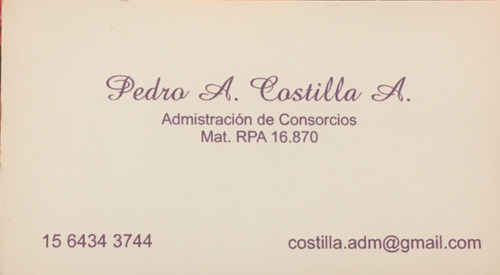 Pedro A. Costilla A.
Admistración de Consorcios
Mat. RPA 16.870
15 6434 3744
costilla.adm@gmail.com